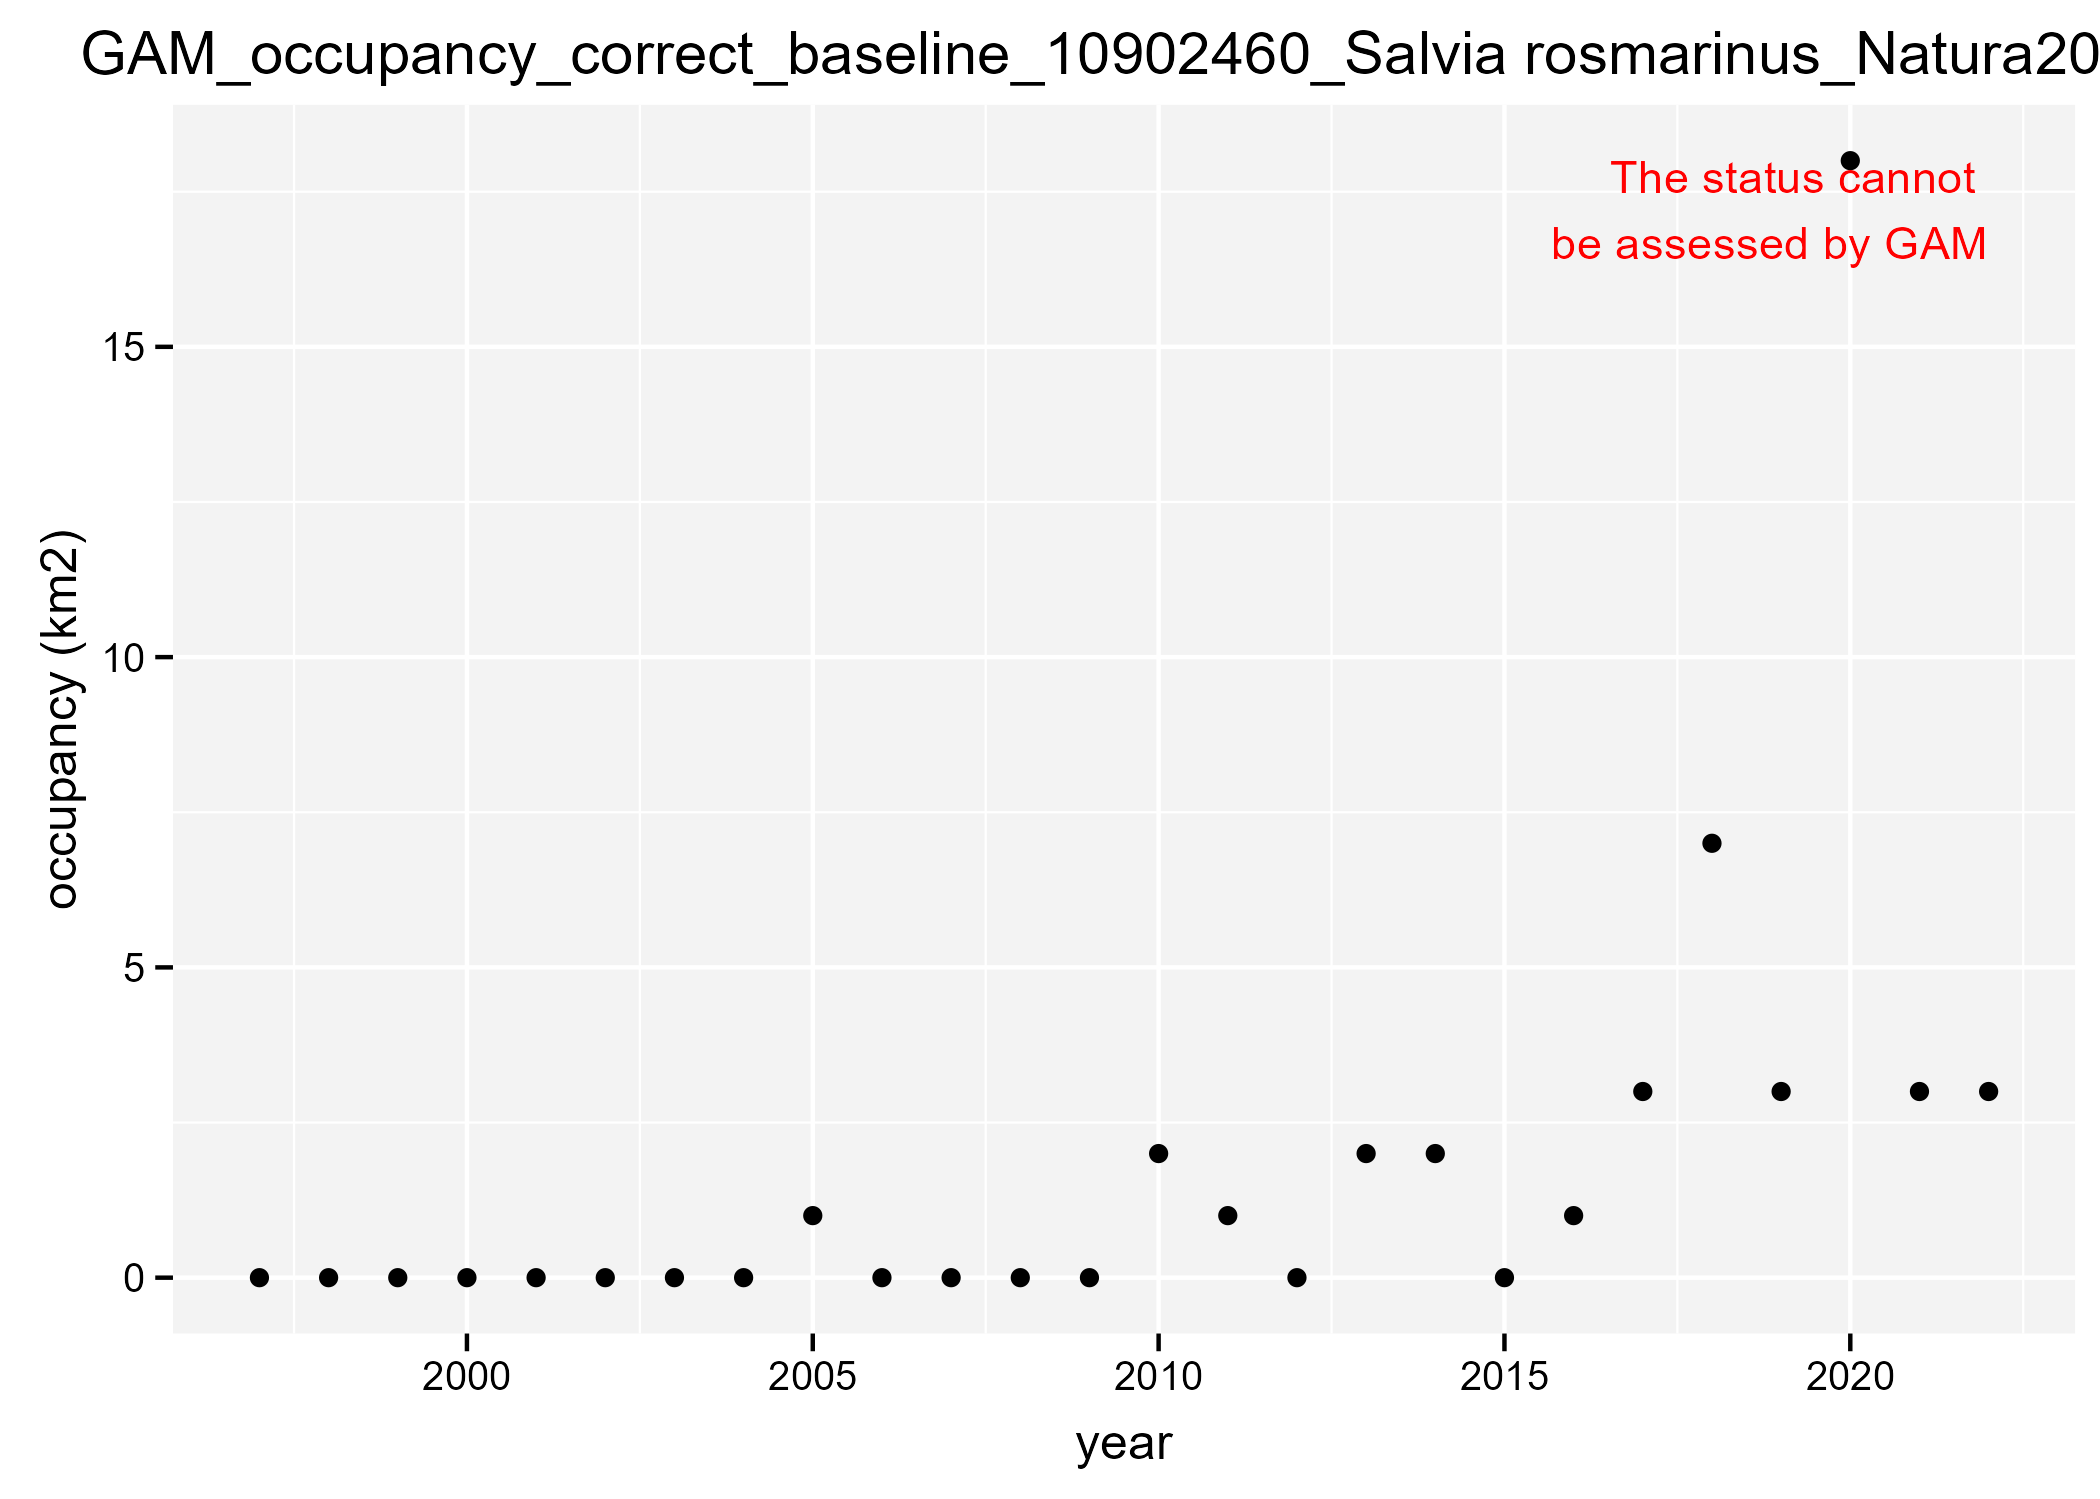 GAM_occupancy_correct_baseline_10902460_Salvia rosmarinus_Natura20
The status cannot
be assessed by GAM
15
10
5
0
occupancy (km2)
2000 2005 2010 2015 2020
year